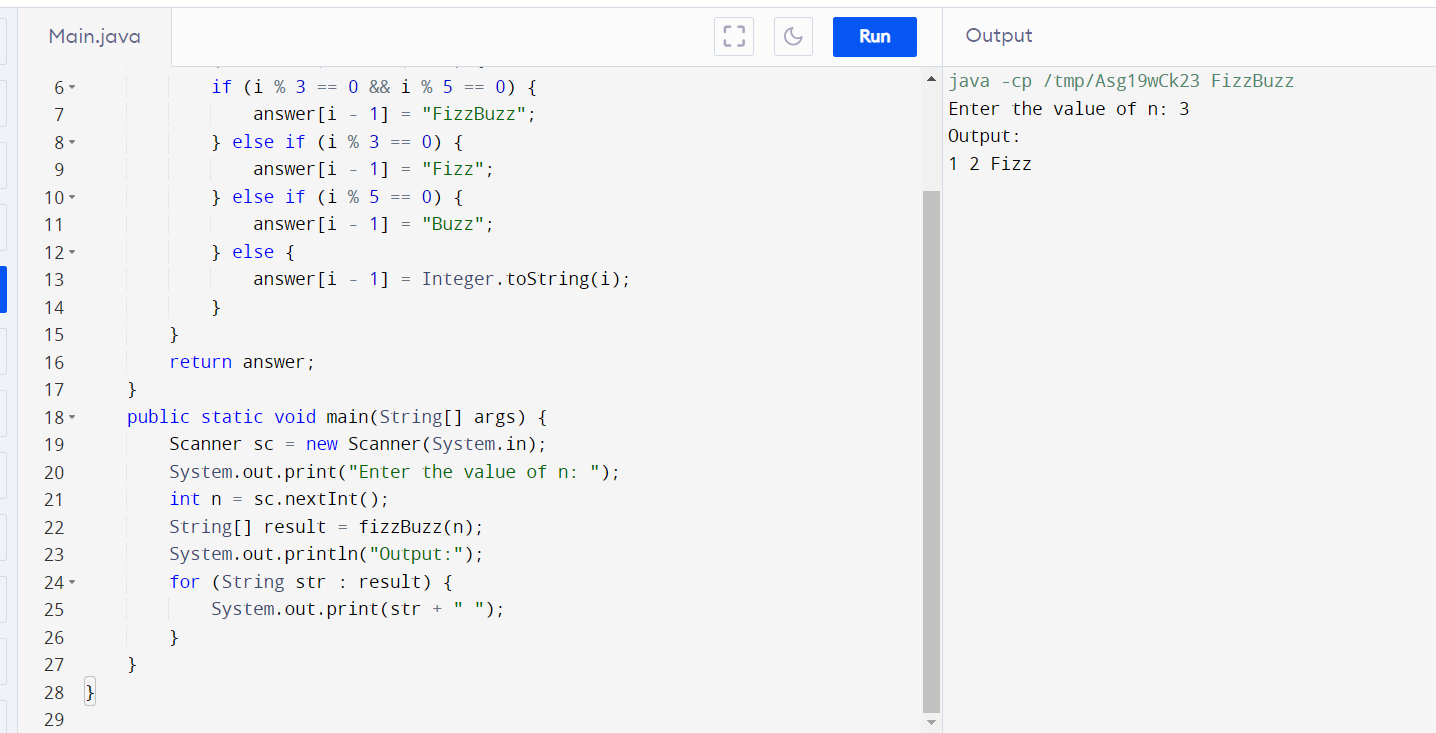 Main.java
Run
Output
6 if (i % 3 == 0 && i % 5 == 0) {
7 answer[i - 1] = "FizzBuzz";
8 } else if (i % 3 == 0) {
9 answer[i - 1] = "Fizz";
10 } else if (i % 5 == 0) {
11 answer[i - 1] = "Buzz";
12 } else {
13 answer[i - 1] = Integer.toString(i);
14 }
15 }
16 return answer;
17 }
18 public static void main(String[] args) {
19 Scanner sc = new Scanner(System.in);
20 System.out.print("Enter the value of n: ");
21 int n = sc.nextInt();
22 String[] result = fizzBuzz(n);
23 System.out.println("Output:");
24 for (String str : result) {
25 System.out.print(str + " ");
26 }
27 }
28 }
29
java -cp /tmp/Asg19wCk23 FizzBuzz
Enter the value of n: 3
Output:
1 2 Fizz